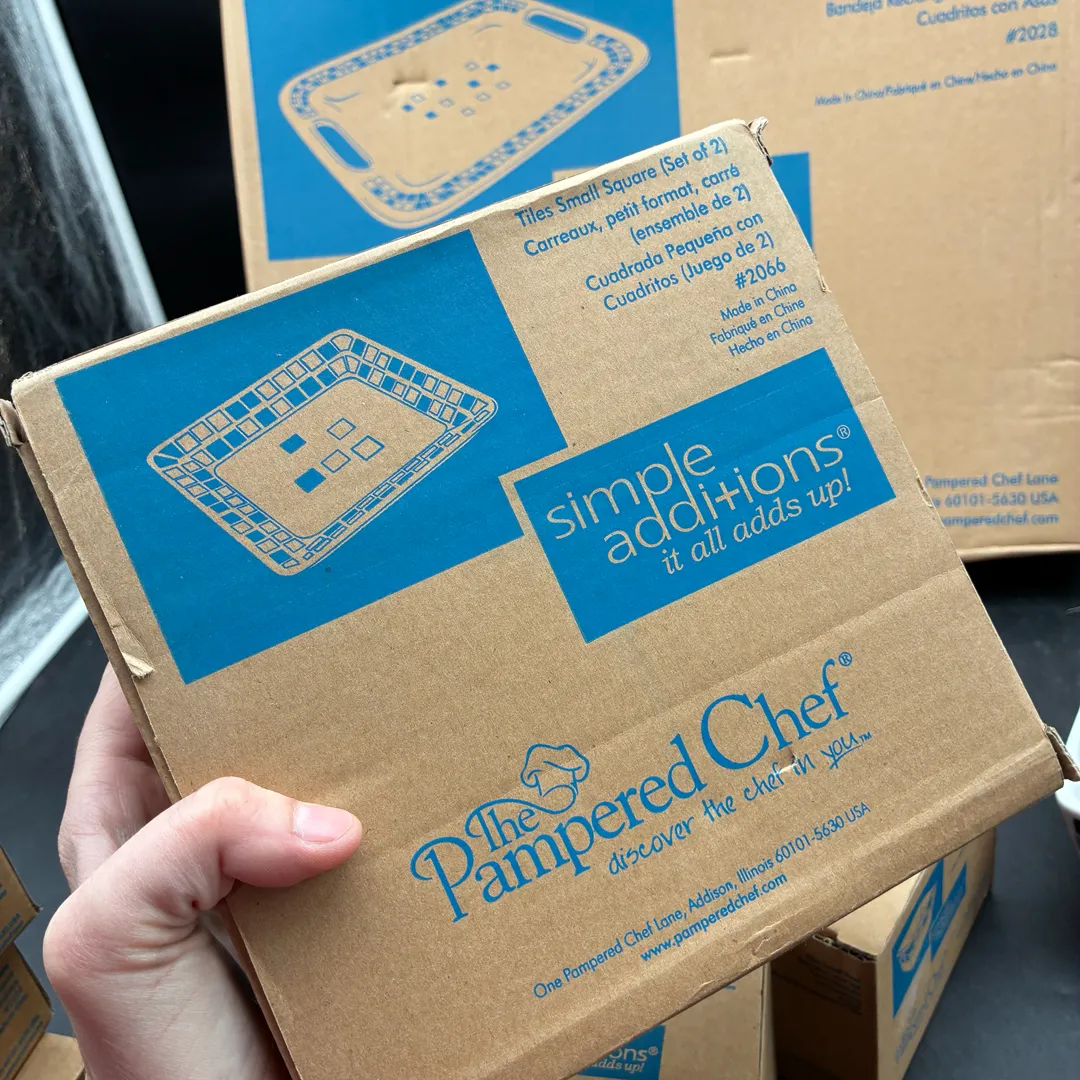 Bandeja
Cuadritos con Asas
#2028
Made in China/Fabriqué en Chine/Hecho en China
Tiles Small Square (Set of 2)
Carreaux, petit format, carré
(ensemble de 2)
Cuadrada Pequeña con
Cuadritos (Juego de 2)
#2066
Made in China
Fabriqué en Chine
Hecho en China
simple
additions®
it all adds up!
Pampered Chef Lane
60101-5630 USA
pamperedchef.com
The
Pampered Chef®
discover the chef in you™
One Pampered Chef Lane, Addison, Illinois 60101-5630 USA
www.pamperedchef.com
ons®
adds up!